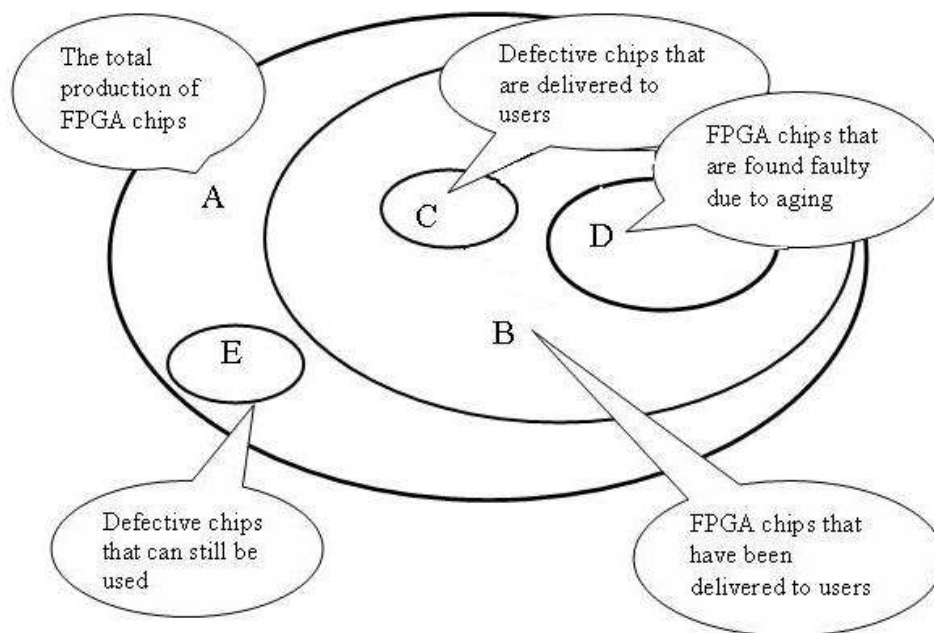 The total
production of
FPGA chips
Defective chips that
are delivered to
users
FPGA chips that
are found faulty
due to aging
A
C
D
B
E
Defective chips
that can still be
used
FPGA chips that
have been
delivered to users